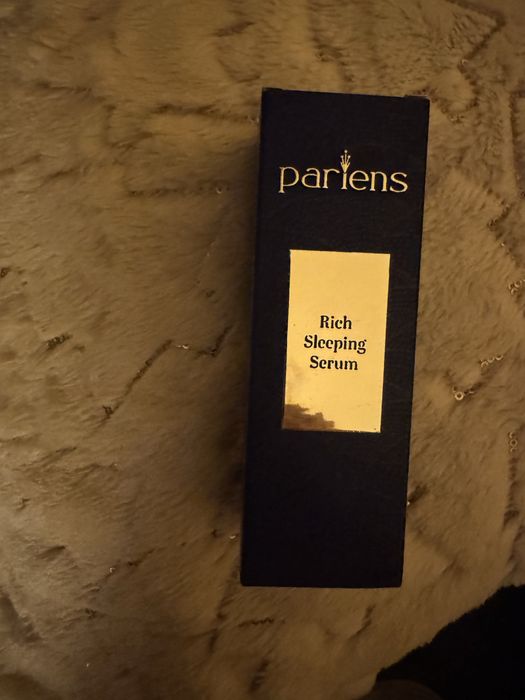 pariens
Rich
Sleeping
Serum